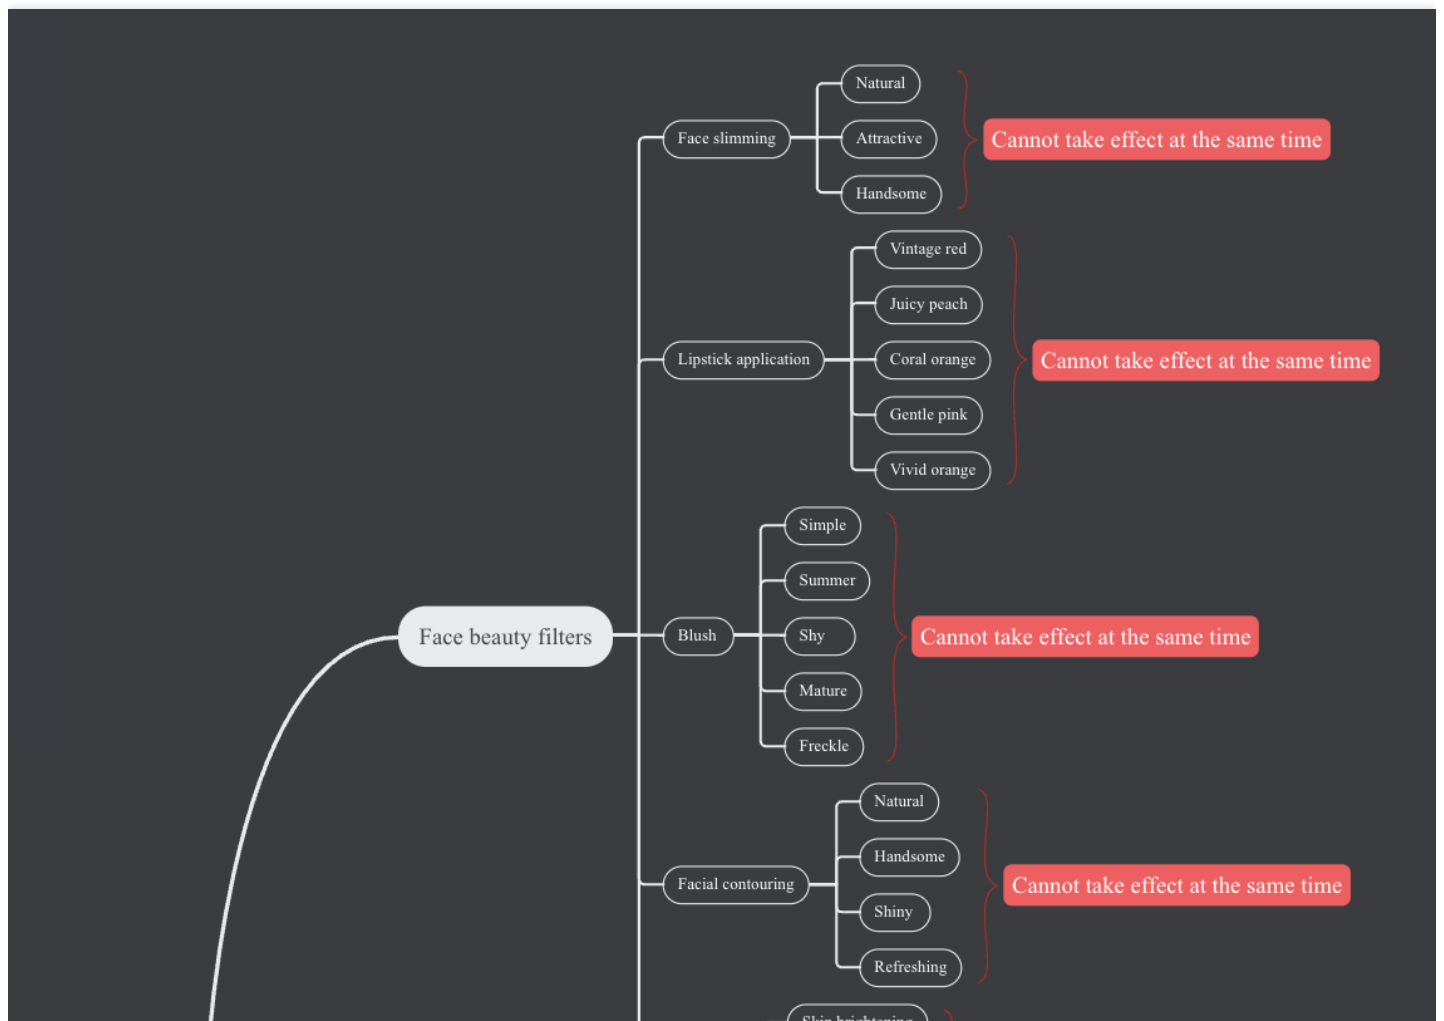 Face beauty filters
Face slimming
Natural
Attractive
Handsome
Cannot take effect at the same time
Lipstick application
Vintage red
Juicy peach
Coral orange
Gentle pink
Vivid orange
Cannot take effect at the same time
Blush
Simple
Summer
Shy
Mature
Freckle
Cannot take effect at the same time
Facial contouring
Natural
Handsome
Shiny
Refreshing
Cannot take effect at the same time
Skin brightening